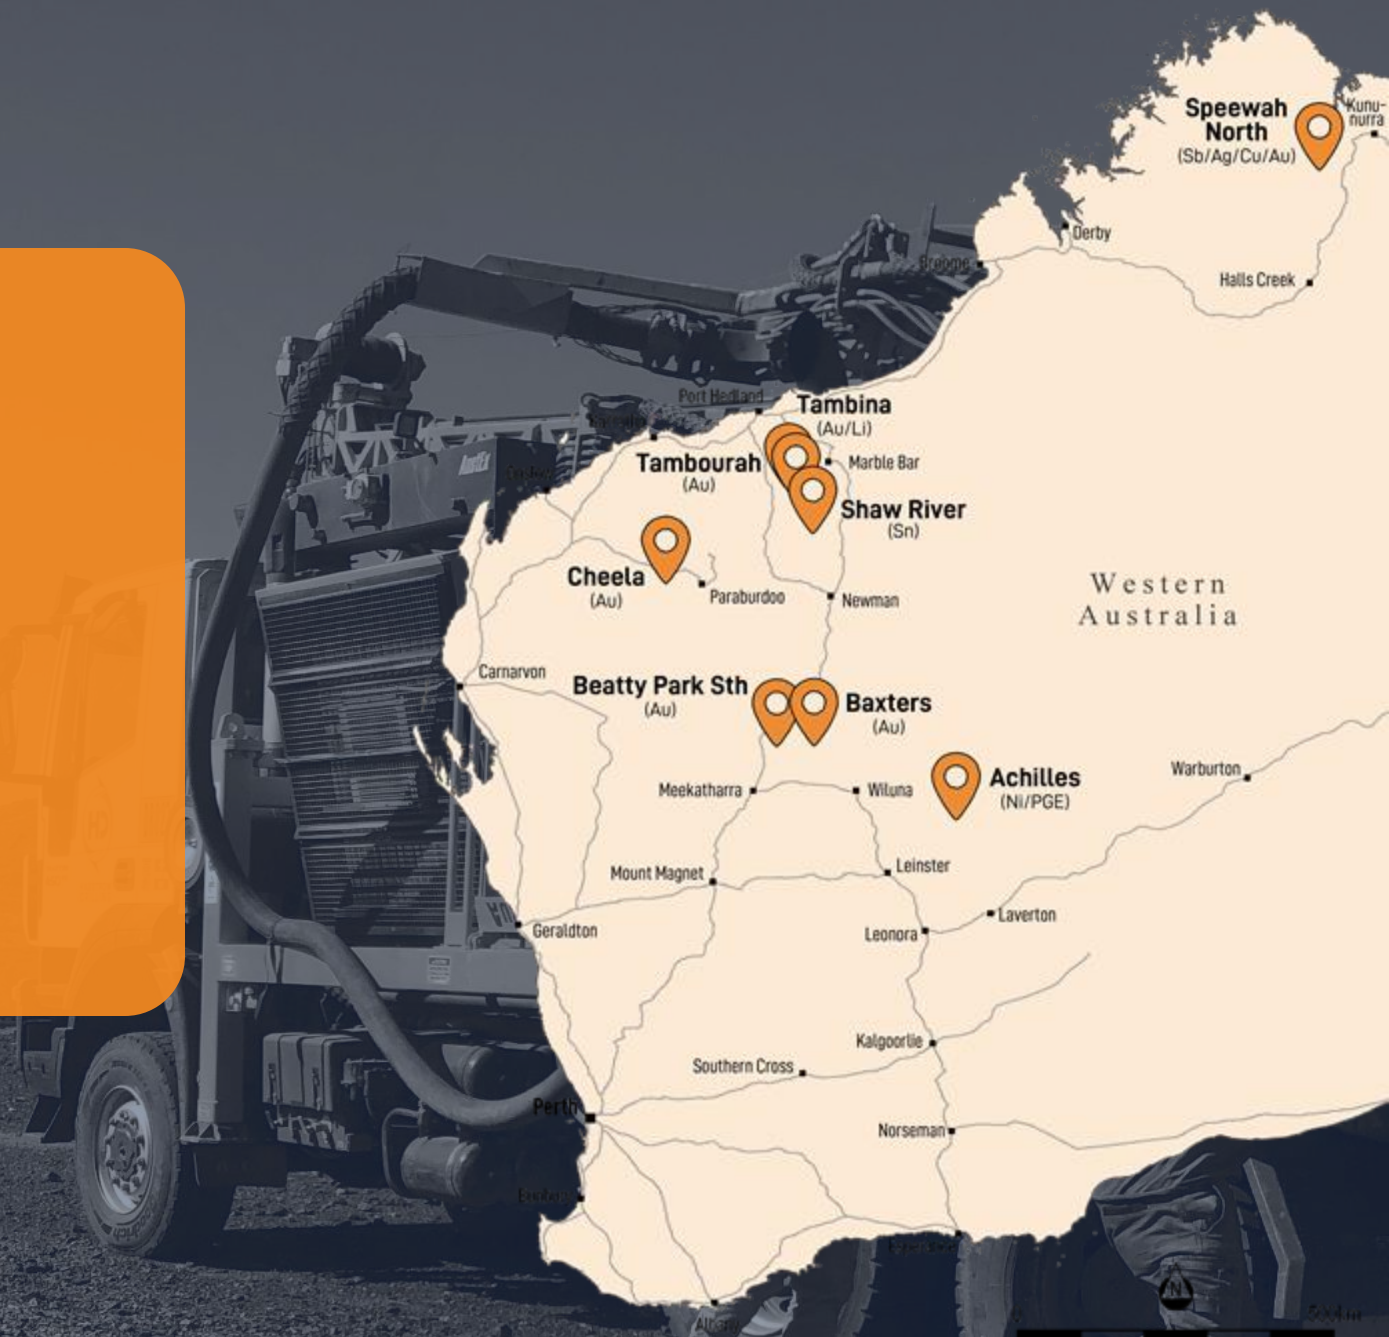 Speewah
North
(Sb/Ag/Cu/Au)
Kunu-
nurra
Derby
Broome
Halls Creek
Port Hedland
Tambina
(Au/Li)
Tambourah
(Au)
Marble Bar
Shaw River
(Sn)
Cheela
(Au)
Paraburdoo
Newman
Western
Australia
Carnarvon
Beatty Park Sth
(Au)
Baxters
(Au)
Achilles
(Ni/PGE)
Meekatharra
Wiluna
Warburton
Mount Magnet
Leinster
Laverton
Geraldton
Leonora
Kalgoorlie
Southern Cross
Perth
Norseman
Albany
N